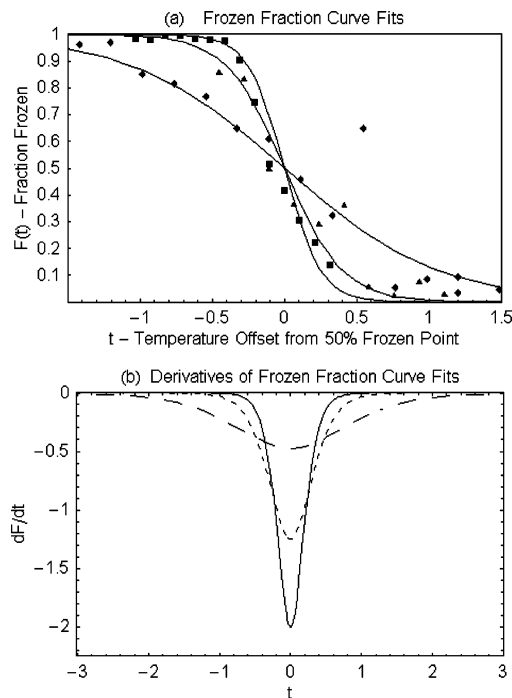 (a) Frozen Fraction Curve Fits
1
0.9
0.8
0.7
0.6
0.5
0.4
0.3
0.2
0.1
F(t) – Fraction Frozen
−1 −0.5 0 0.5 1.0 1.5
t – Temperature Offset from 50% Frozen Point
(b) Derivatives of Frozen Fraction Curve Fits
0
−0.5
−1
−1.5
−2
dF/dt
−3 −2 −1 0 1 2 3
t